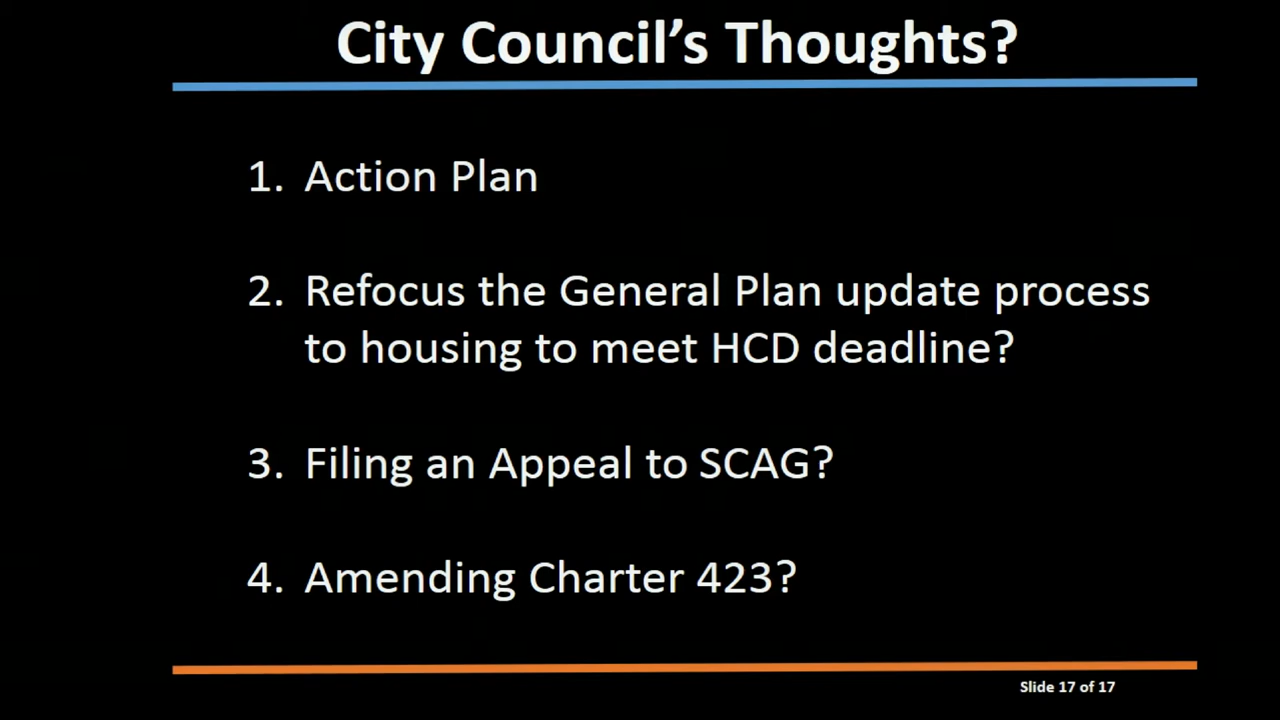 City Council’s Thoughts?
1. Action Plan
2. Refocus the General Plan update process
to housing to meet HCD deadline?
3. Filing an Appeal to SCAG?
4. Amending Charter 423?
Slide 17 of 17